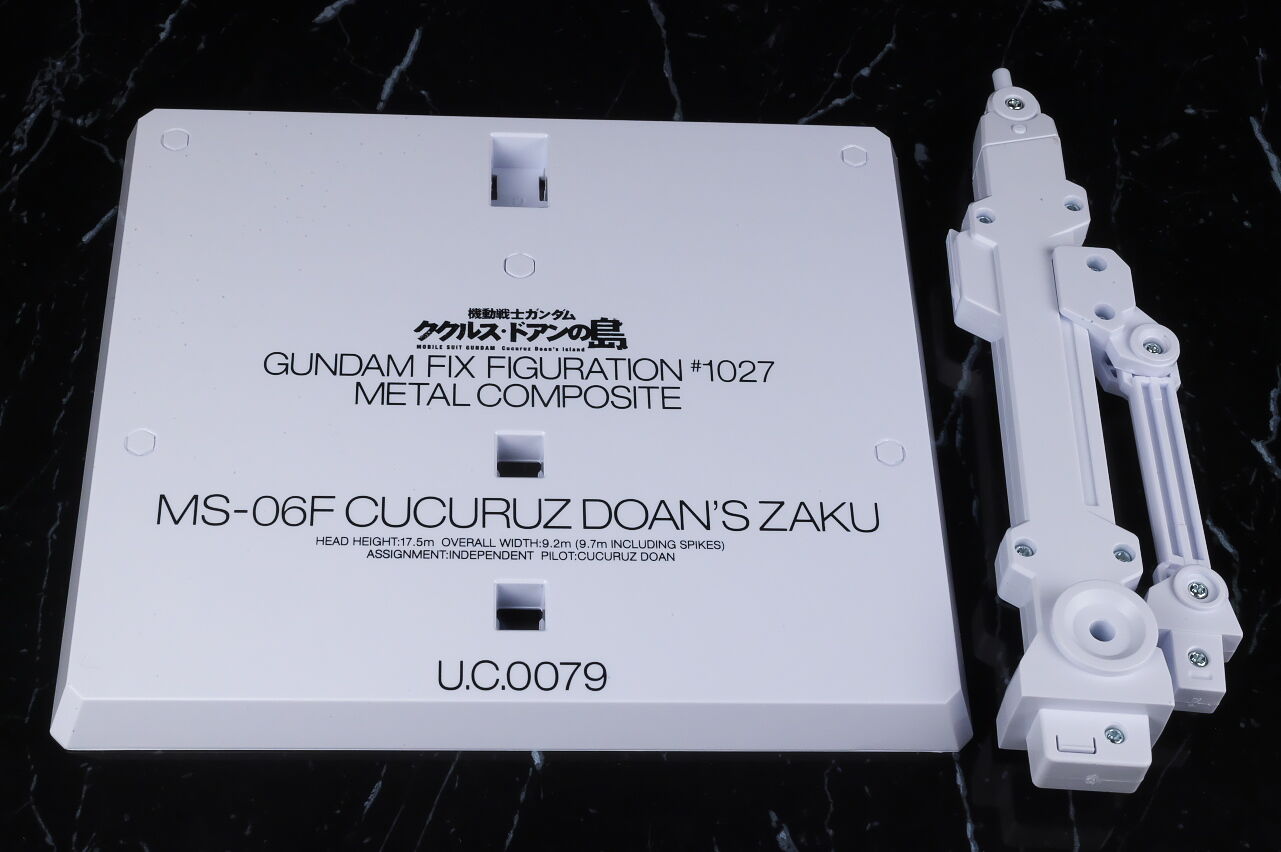 機動戦士ガンダム
ククルス・ドアンの島
MOBILE SUIT GUNDAM Cucuruz Doan's Island
GUNDAM FIX FIGURATION #1027
METAL COMPOSITE
MS-06F CUCURUZ DOAN'S ZAKU
HEAD HEIGHT:17.5m OVERALL WIDTH:9.2m (9.7m INCLUDING SPIKES)
ASSIGNMENT:INDEPENDENT PILOT:CUCURUZ DOAN
U.C.0079